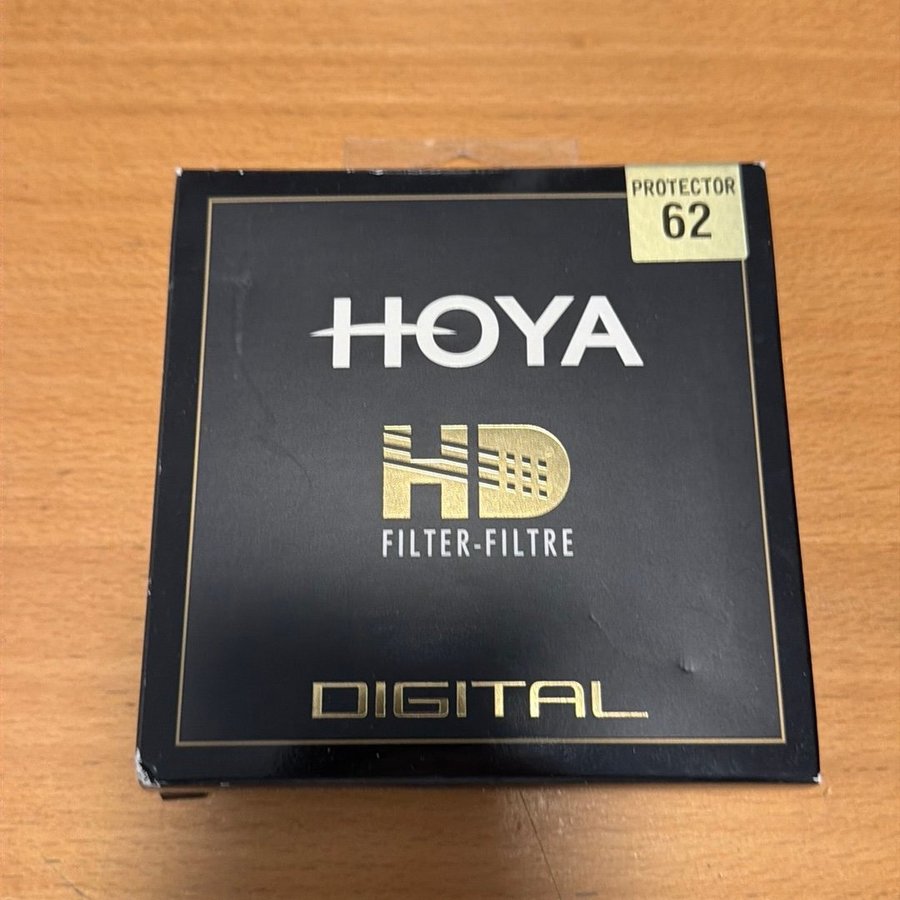 PROTECTOR
62
HOYA
HD
FILTER-FILTRE
DIGITAL